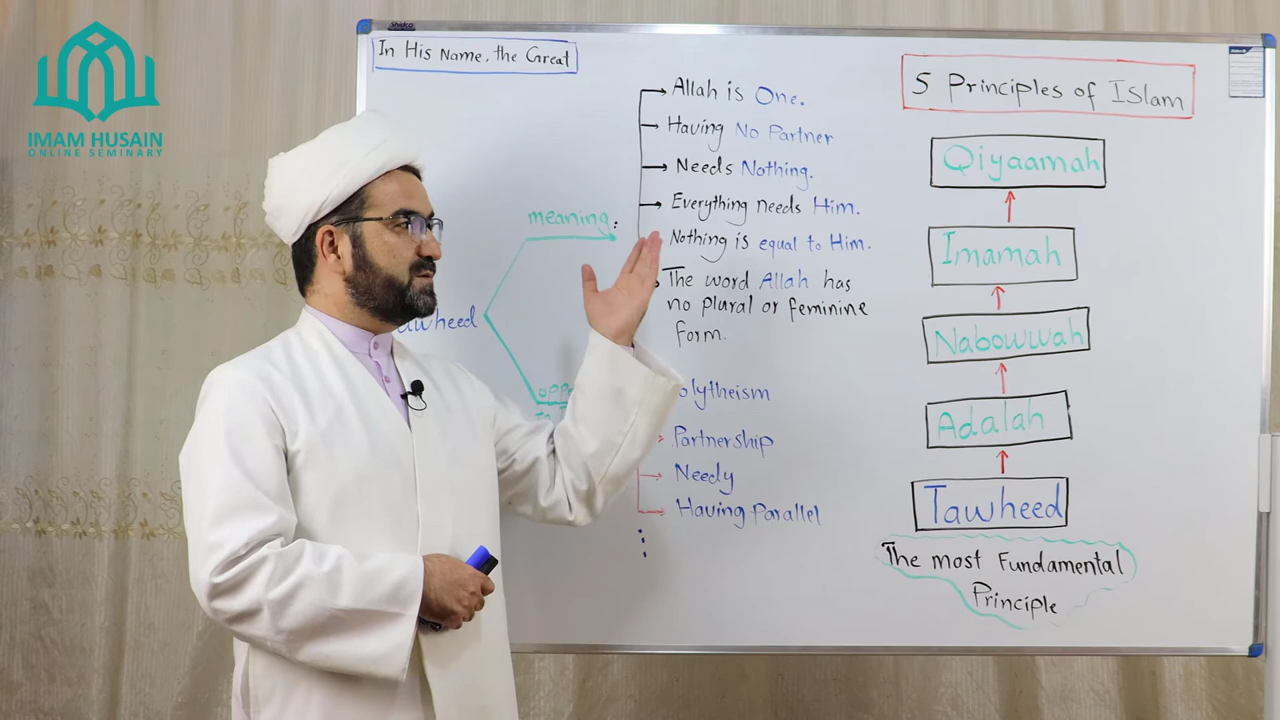 IMAM HUSAIN
ONLINE SEMINARY
Shidco
In His Name, the Great
meaning:
Allah is One.
Having No Partner
Needs Nothing.
Everything needs Him.
Nothing is equal to Him.
The word Allah has
no plural or feminine
form.
Partnership
Needy
Having Parallel
5 Principles of ISlam
Qiyaamah
Imamah
Nabowwah
Adalah
Tawheed
The most Fundamental
Principle